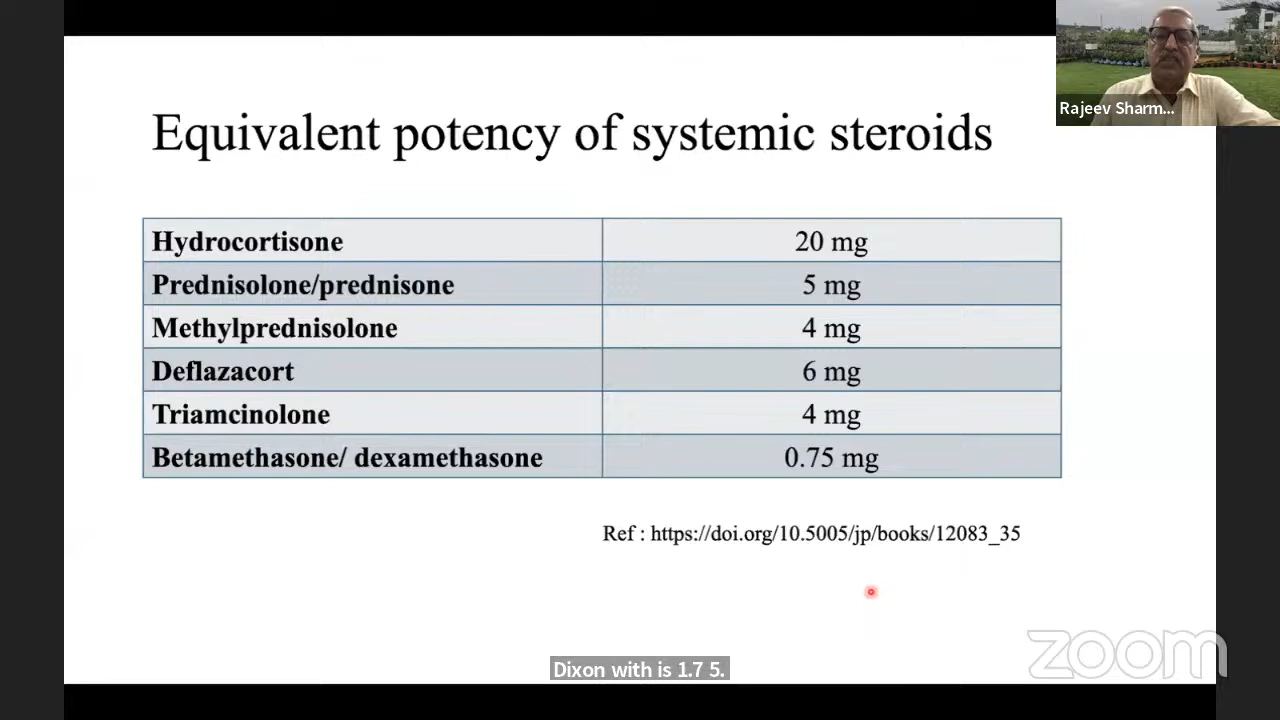 Equivalent potency of systemic steroids
Rajeev Sharm...
Hydrocortisone 20 mg
Prednisolone/prednisone 5 mg
Methylprednisolone 4 mg
Deflazacort 6 mg
Triamcinolone 4 mg
Betamethasone/ dexamethasone 0.75 mg
Ref : https://doi.org/10.5005/jp/books/12083_35
zoom
Dixon with is 1.7 5.